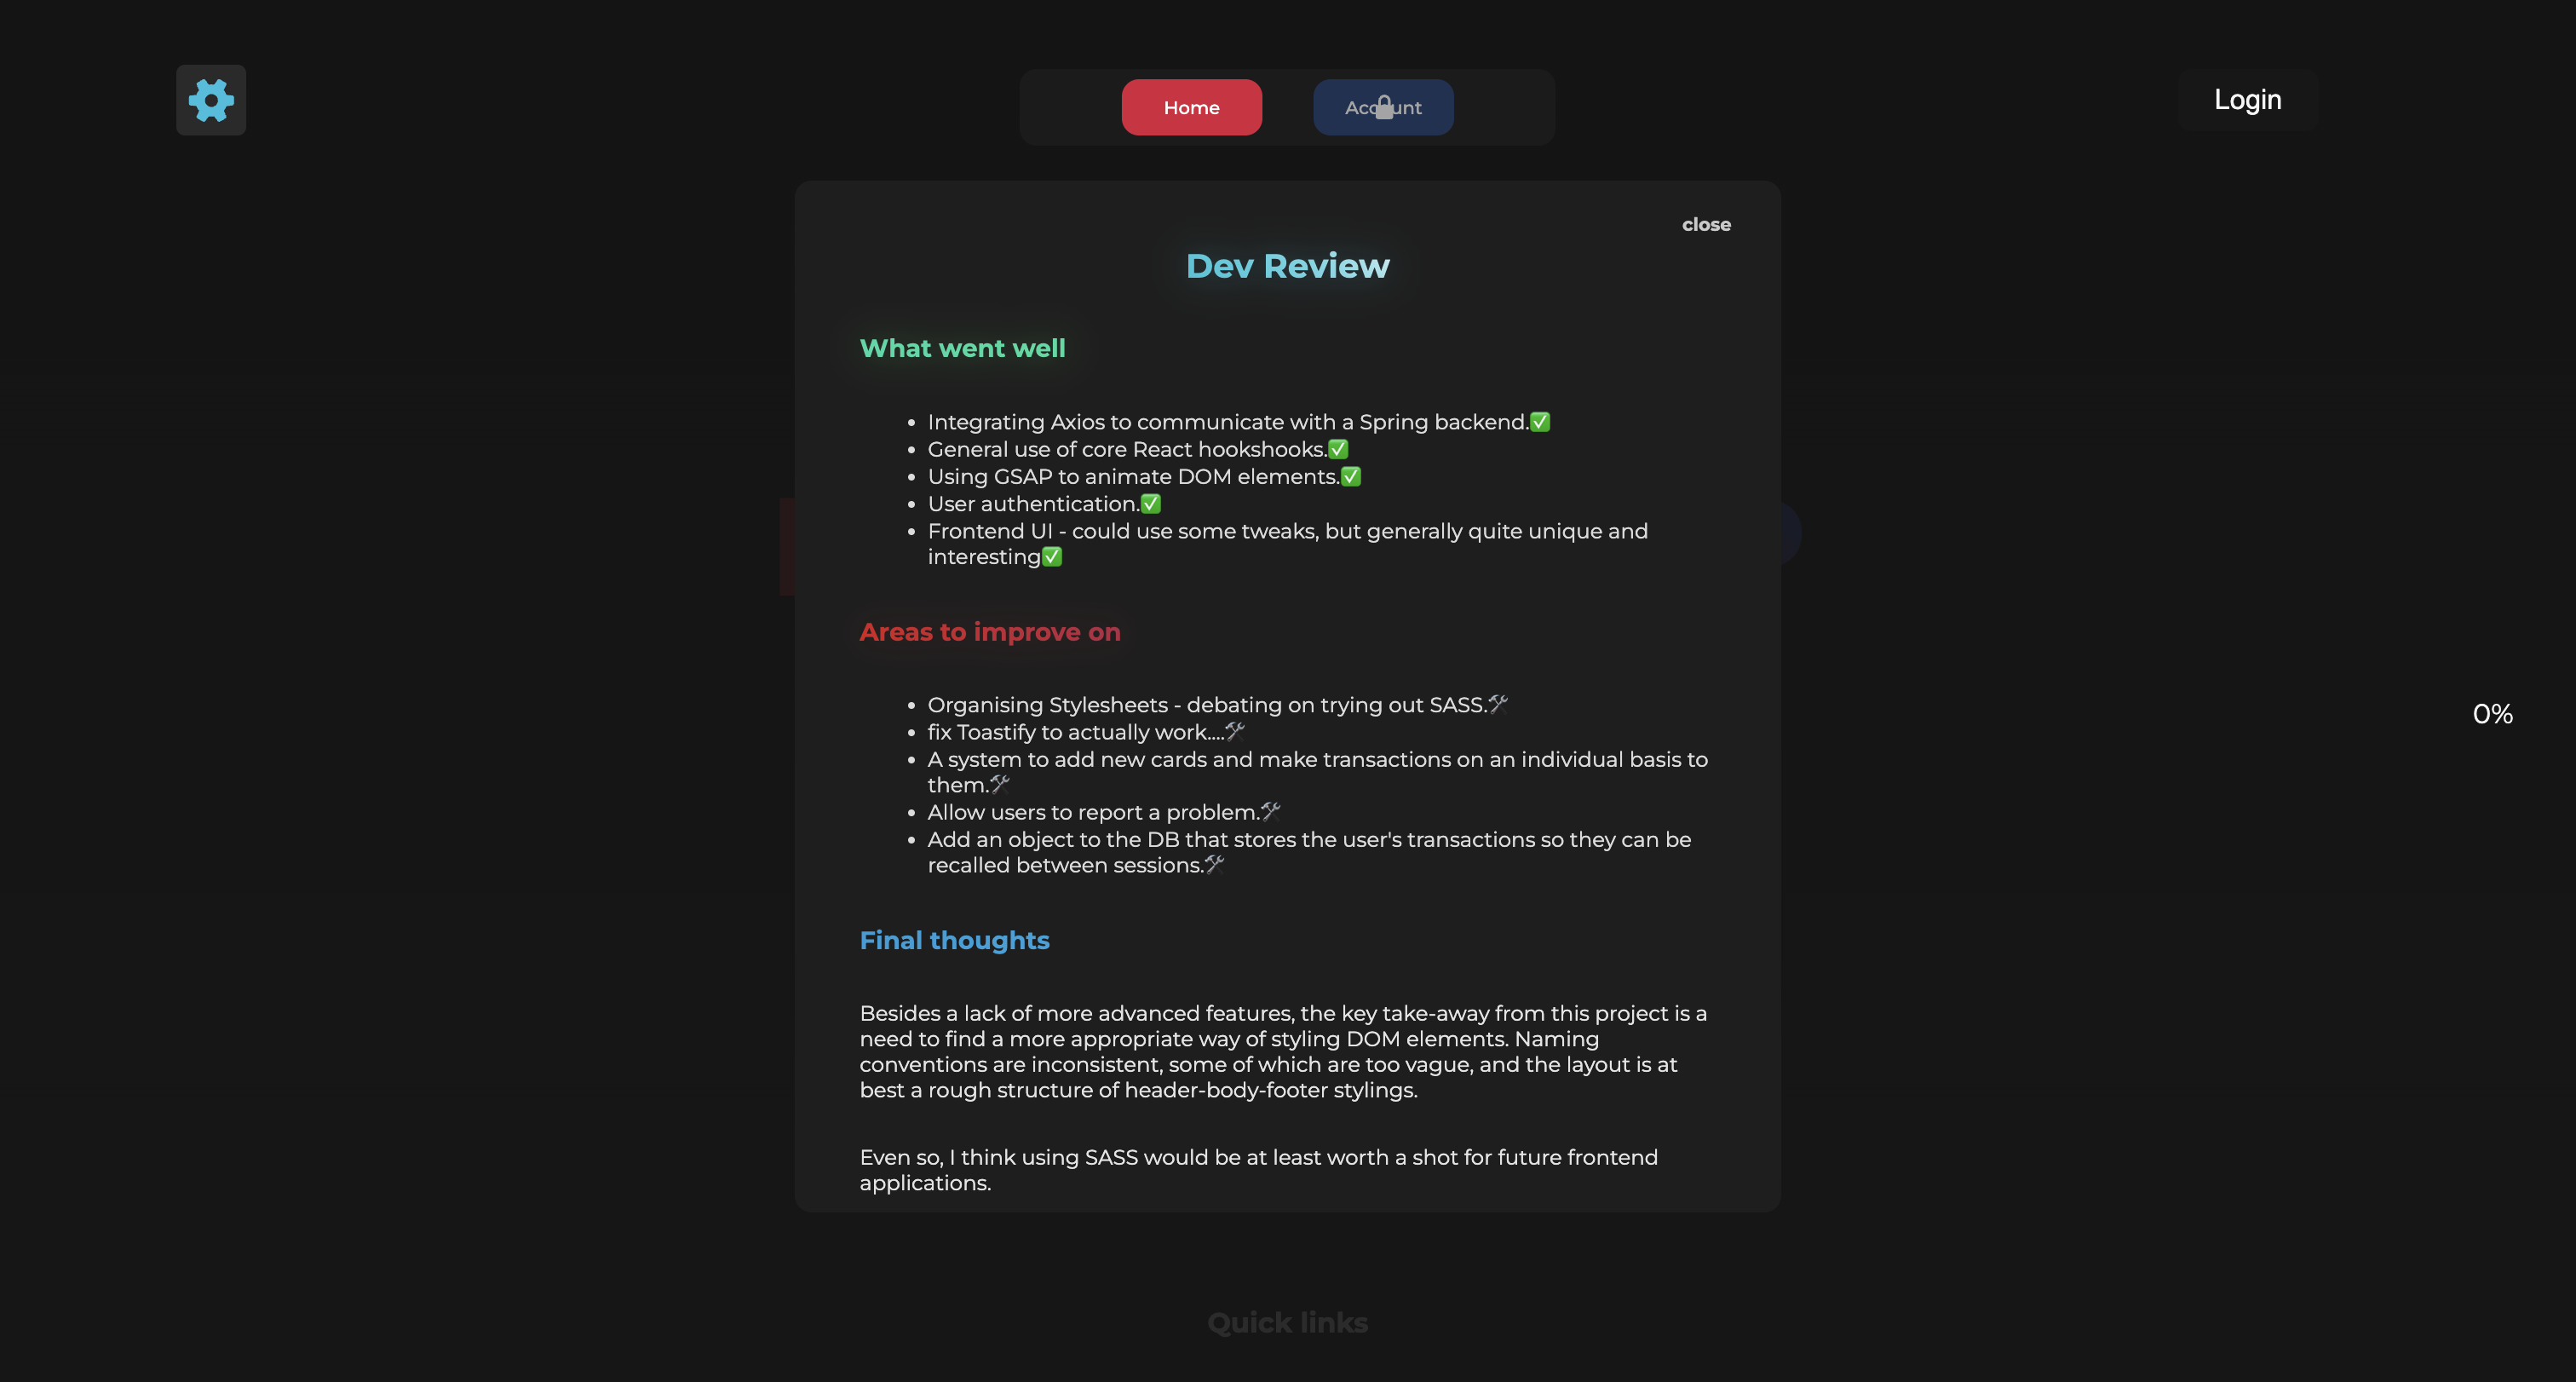 Home
Account
Login
close
Dev Review
What went well
• Integrating Axios to communicate with a Spring backend.✅
• General use of core React hookshooks.✅
• Using GSAP to animate DOM elements.✅
• User authentication.✅
• Frontend UI - could use some tweaks, but generally quite unique and
interesting✅
Areas to improve on
• Organising Stylesheets - debating on trying out SASS.🛠
• fix Toastify to actually work....🛠
• A system to add new cards and make transactions on an individual basis to
them.🛠
• Allow users to report a problem.🛠
• Add an object to the DB that stores the user's transactions so they can be
recalled between sessions.🛠
0%
Final thoughts
Besides a lack of more advanced features, the key take-away from this project is a
need to find a more appropriate way of styling DOM elements. Naming
conventions are inconsistent, some of which are too vague, and the layout is at
best a rough structure of header-body-footer stylings.
Even so, I think using SASS would be at least worth a shot for future frontend
applications.
Quick links